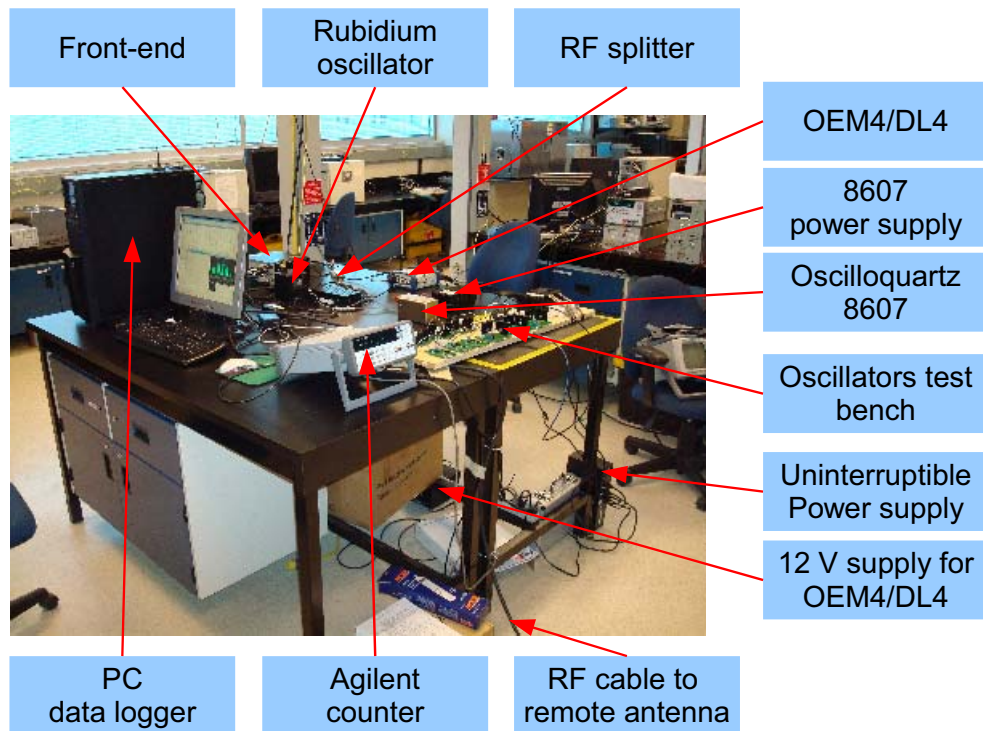 Front-end
Rubidium
oscillator
RF splitter
OEM4/DL4
8607
power supply
Oscilloquartz
8607
Oscillators test
bench
Uninterruptible
Power supply
12 V supply for
OEM4/DL4
PC
data logger
Agilent
counter
RF cable to
remote antenna